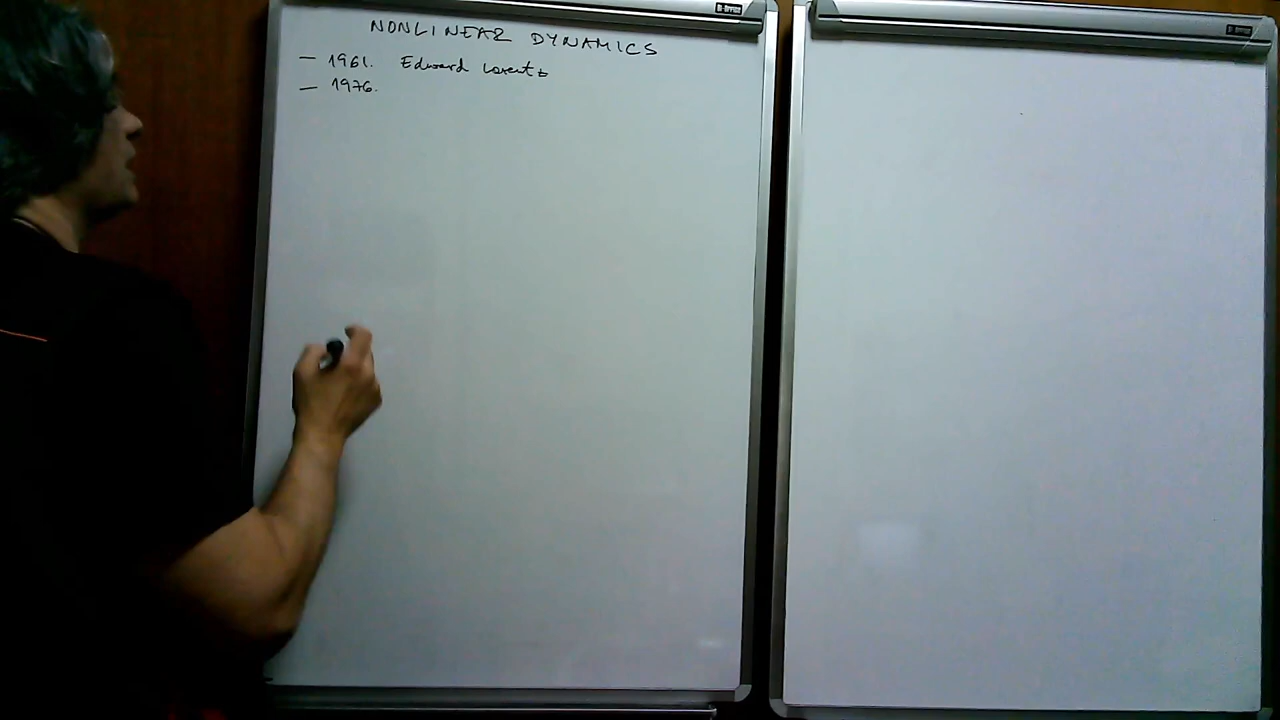 NONLINEAR DYNAMICS
— 1961. Edward Lorentz
— 1976.